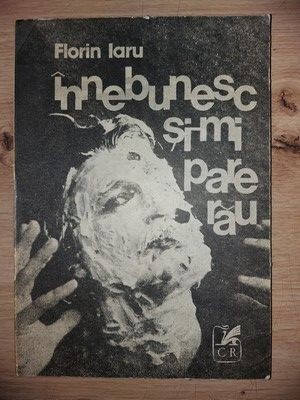 Florin Iaru
Înnebunesc
și-mi
pare
rău
CR